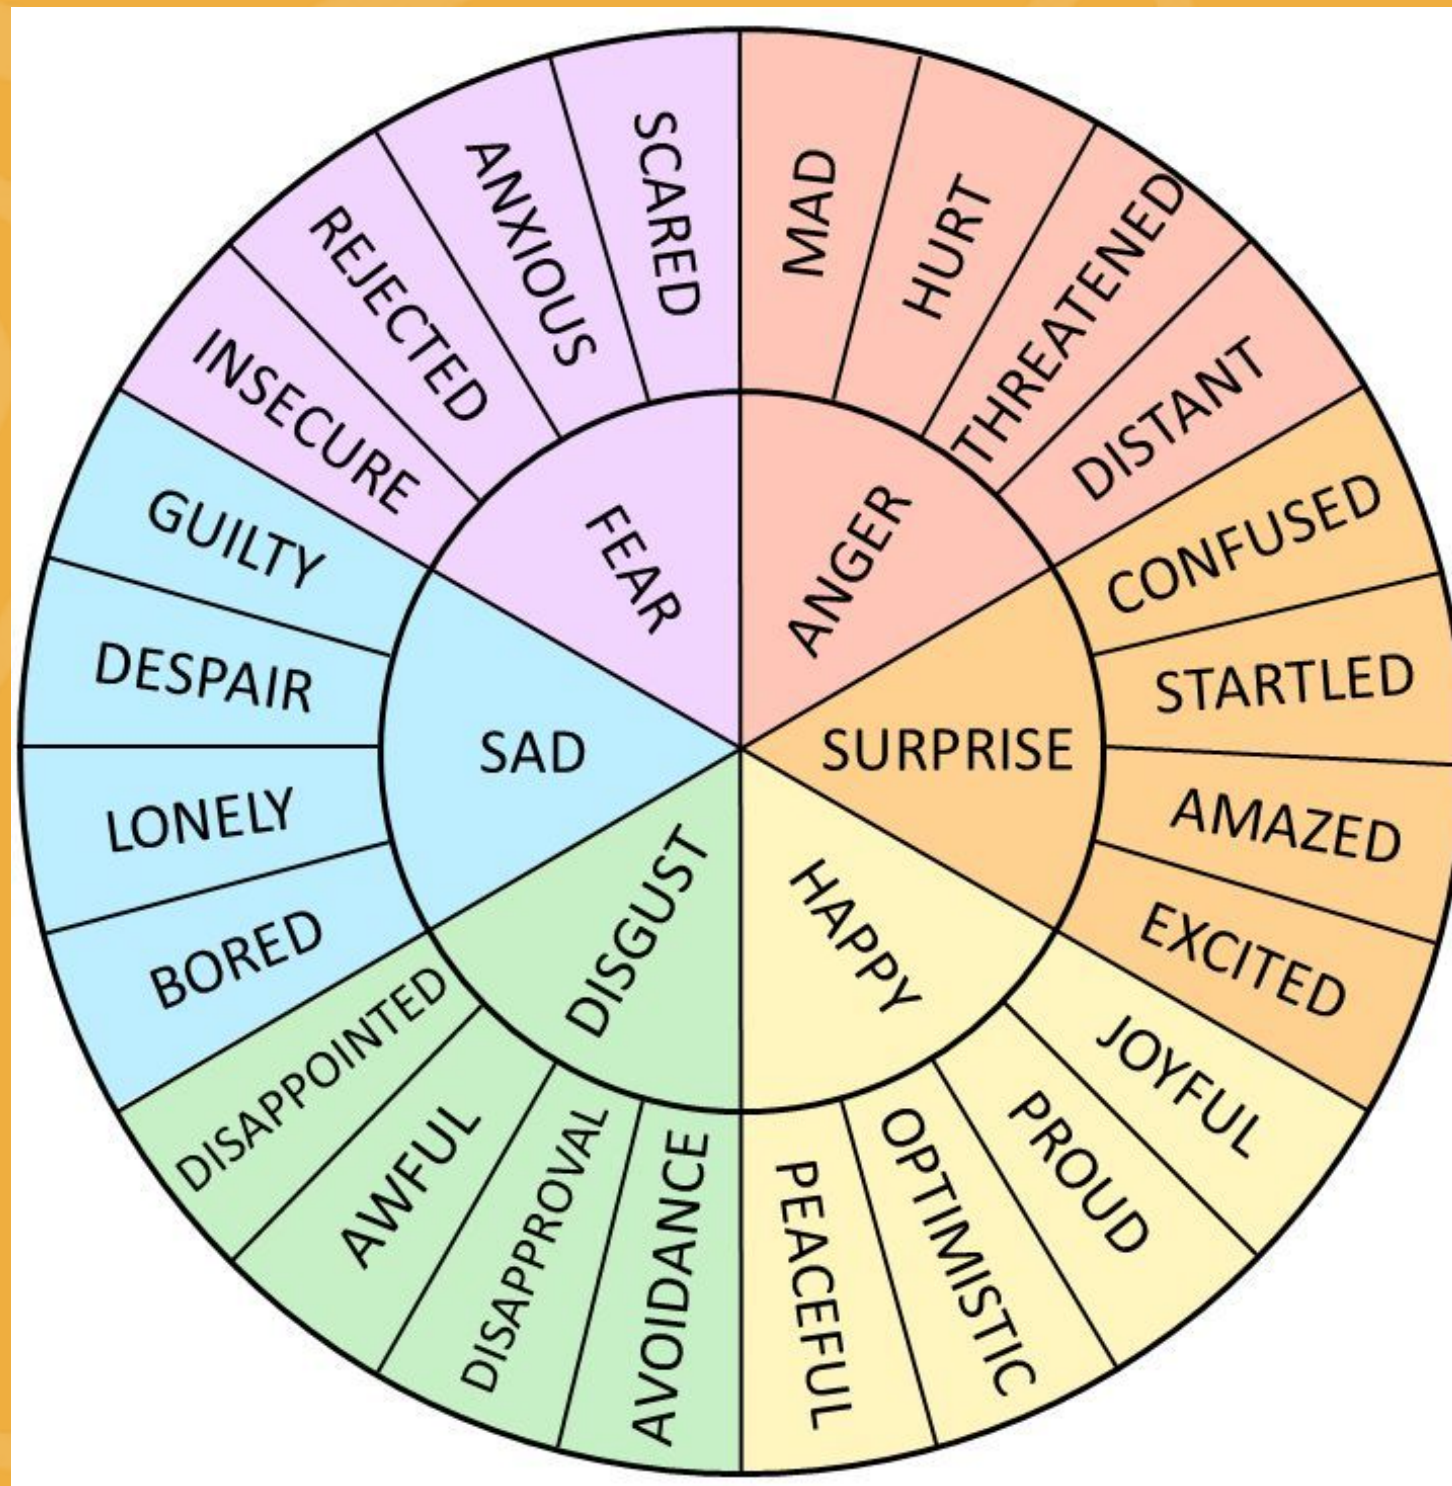 MAD
HURT
THREATENED
DISTANT
CONFUSED
STARTLED
AMAZED
EXCITED
JOYFUL
PROUD
OPTIMISTIC
PEACEFUL
AVOIDANCE
DISAPPROVAL
AWFUL
DISAPPOINTED
BORED
LONELY
DESPAIR
GUILTY
INSECURE
REJECTED
ANXIOUS
SCARED
ANGER
SURPRISE
HAPPY
DISGUST
SAD
FEAR